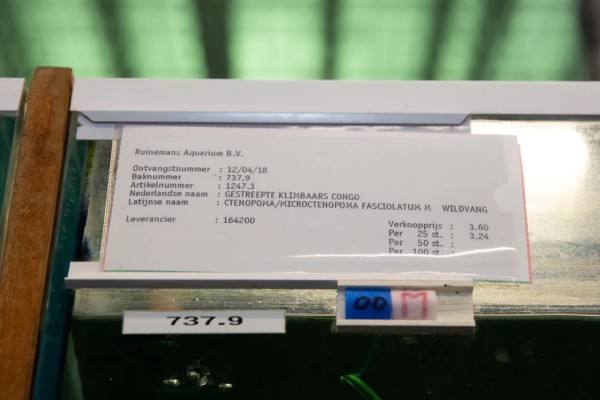 Ruinemans Aquarium B.V.
Ontvangstnummer : 12/04/18
Baknummer : 737.9
Artikelnummer : 1247.3
Nederlandse naam : GESTREEPTE KLIMBAARS CONGO
Latijnse naam : CTENOPOMA/MICROCTENOPOMA FASCIOLATUM M WILDVANG
Leverancier : 164200
Verkoopprijs : 3,60
Per 25 st. : 3,24
Per 50 st. :
Per 100 st. :
737.9
OO M